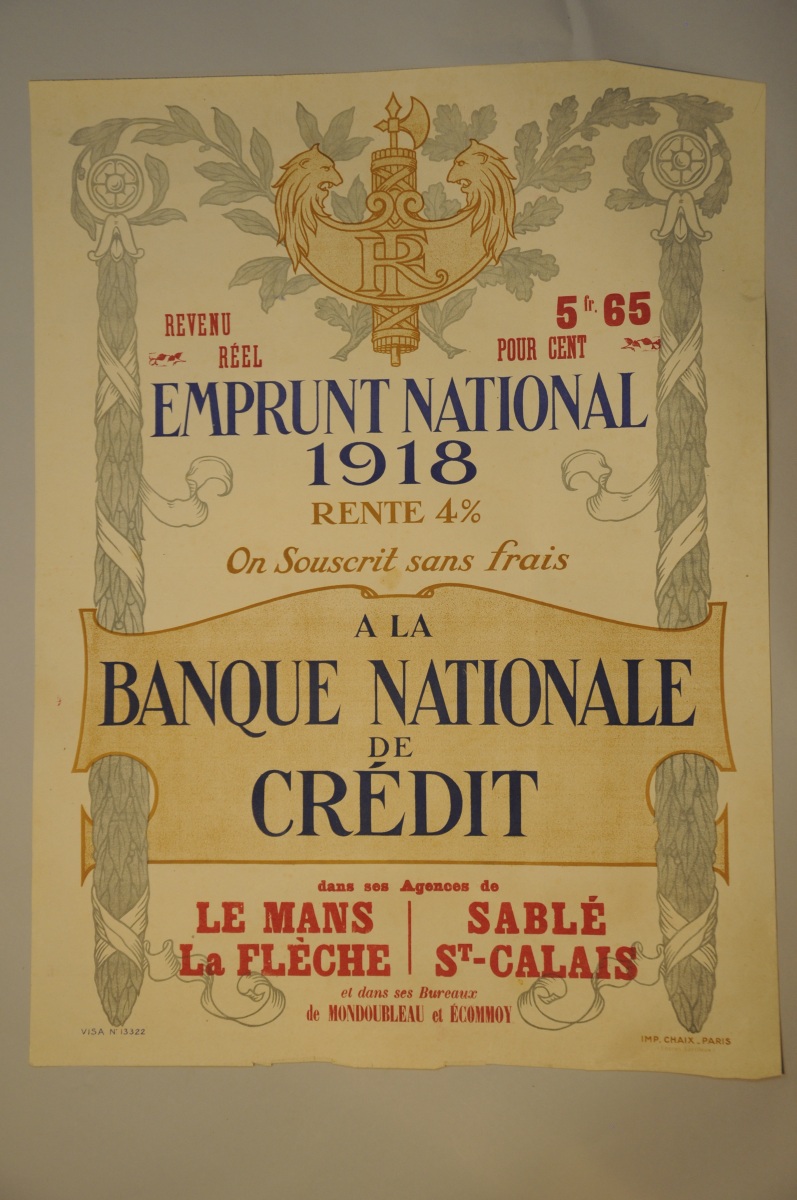 RF
REVENU
RÉEL
5 fr. 65
POUR CENT
EMPRUNT NATIONAL
1918
RENTE 4%
On Souscrit sans frais
A LA
BANQUE NATIONALE
DE
CRÉDIT
dans ses Agences de
LE MANS | SABLÉ
La FLÈCHE | ST-CALAIS
et dans ses Bureaux
de MONDOUBLEAU et ÉCOMMOY
VISA N° 13322
IMP. CHAIX, PARIS